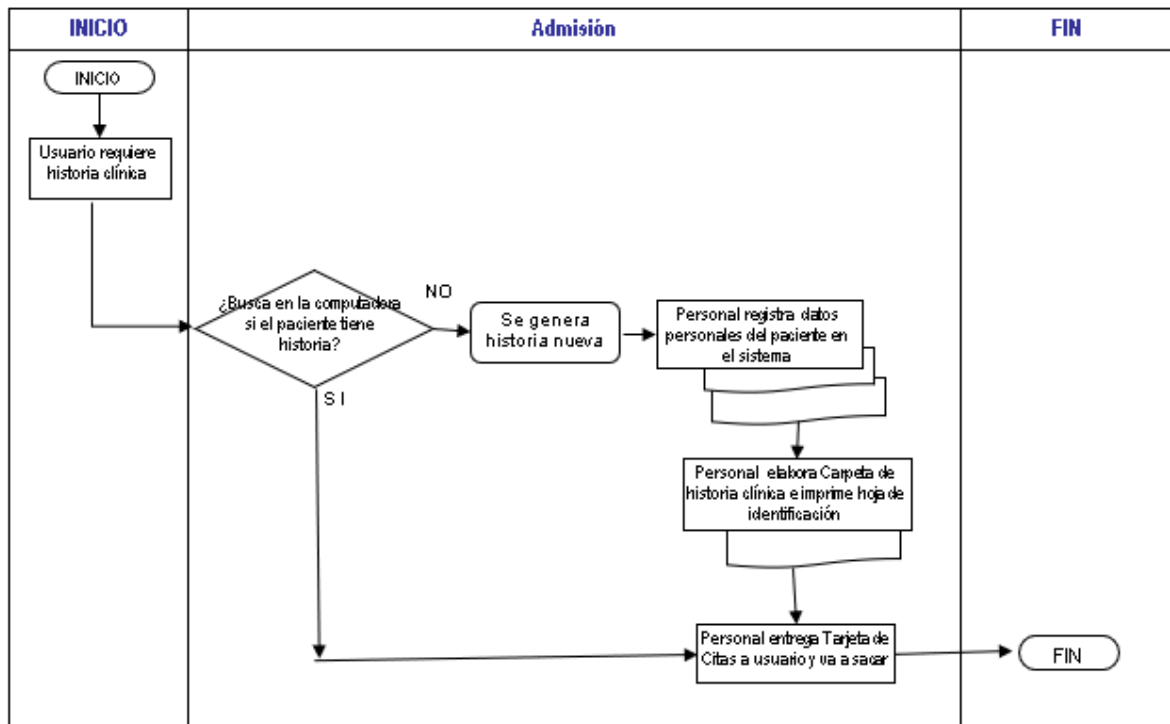 INICIO
Admisión
FIN
INICIO
Usuario requiere
historia clínica
¿Busca en la computadora
si el paciente tiene
historia?
NO
SI
Se genera
historia nueva
Personal registra datos
personales del paciente en
el sistema
Personal elabora Carpeta de
historia clínica e imprime hoja de
identificación
Personal entrega Tarjeta de
Citas a usuario y va a sacar
FIN